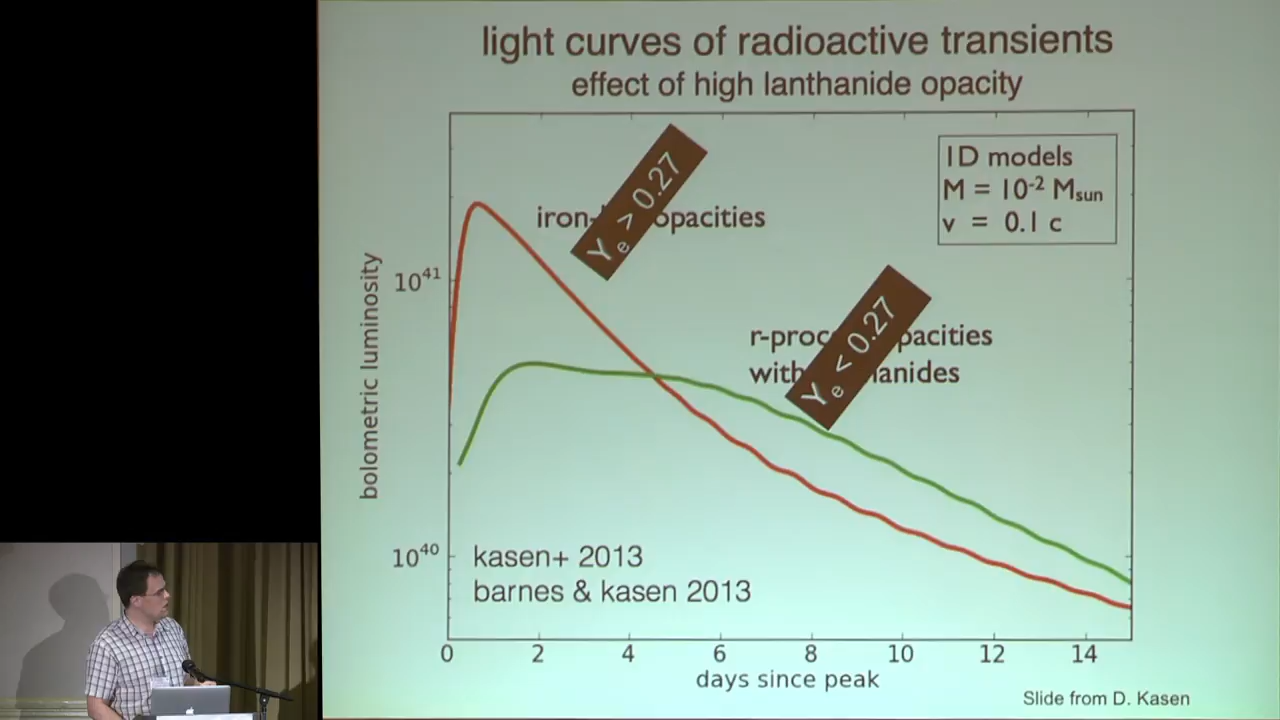 light curves of radioactive transients
effect of high lanthanide opacity
1D models
M = 10⁻² Msun
v = 0.1 c
Ye > 0.27
iron- opacities
Ye < 0.27
r-proc pacities
with anides
bolometric luminosity
10⁴¹
10⁴⁰
kasen+ 2013
barnes & kasen 2013
0 2 4 6 8 10 12 14
days since peak
Slide from D. Kasen